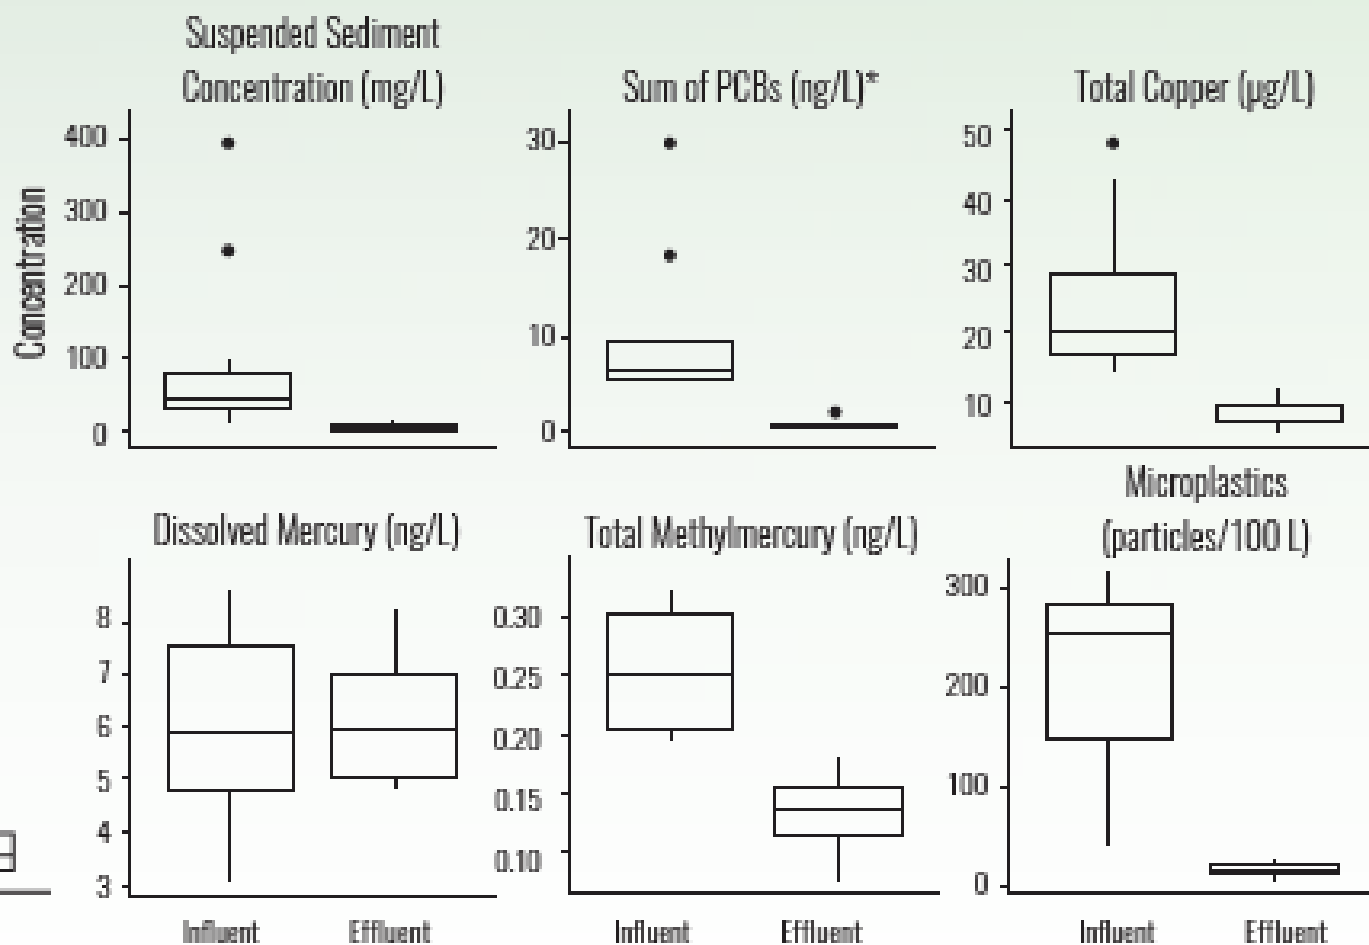 Suspended Sediment
Concentration (mg/L)
Sum of PCBs (ng/L)*
Total Copper (µg/L)
Concentration
400
300
200
100
0
30
20
10
0
50
40
30
20
10
Dissolved Mercury (ng/L)
Total Methylmercury (ng/L)
Microplastics
(particles/100 L)
8
7
6
5
4
3
0.30
0.25
0.20
0.15
0.10
300
200
100
0
Influent Effluent
Influent Effluent
Influent Effluent